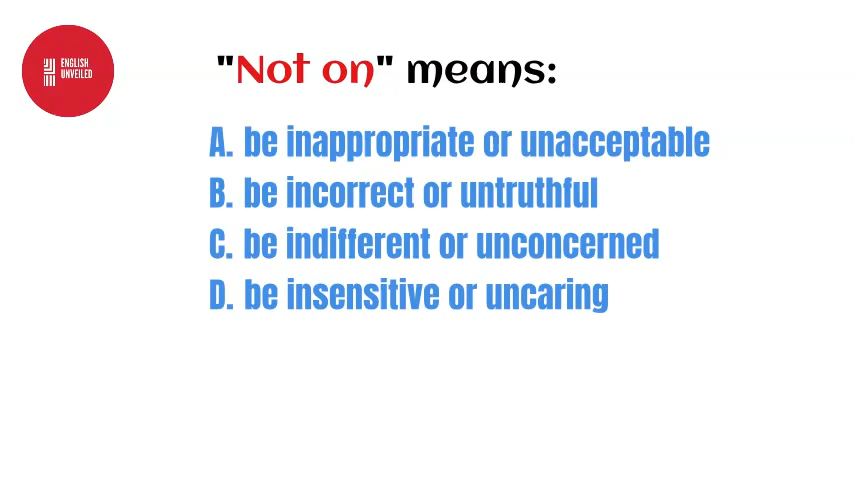 ENGLISH
UNVEILED
"Not on" means:
A. be inappropriate or unacceptable
B. be incorrect or untruthful
C. be indifferent or unconcerned
D. be insensitive or uncaring